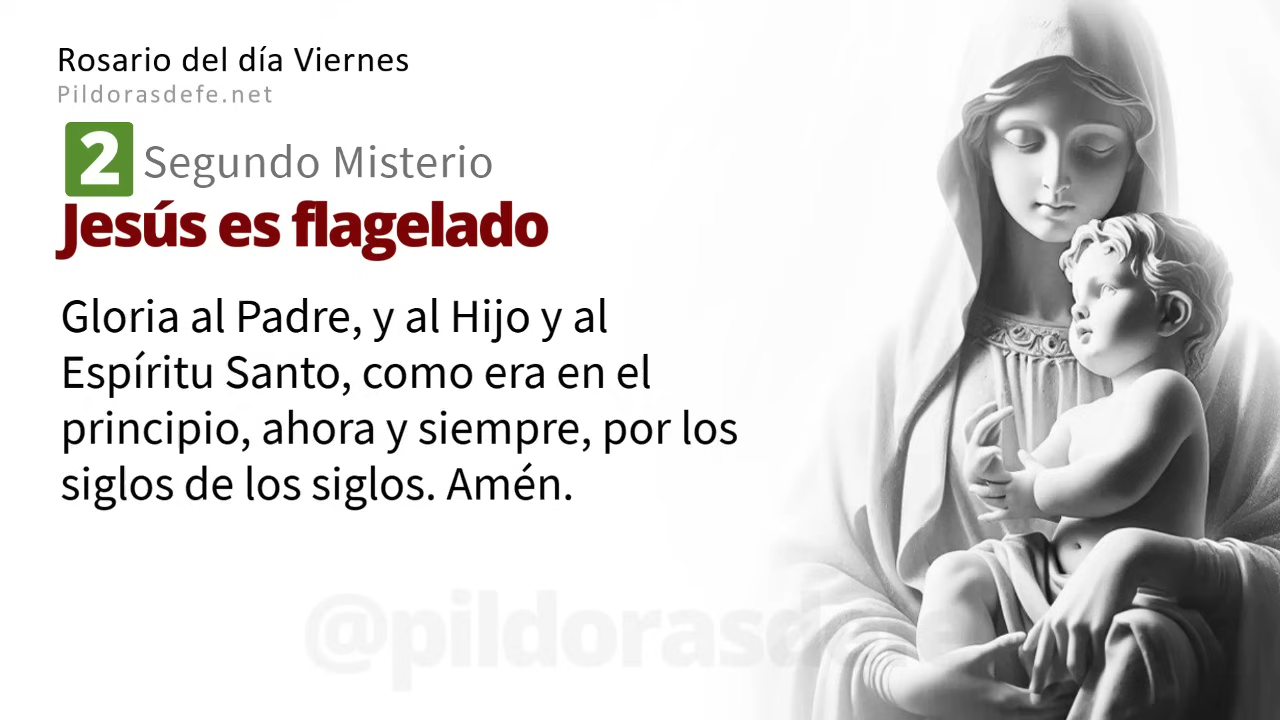 Rosario del día Viernes
Pildorasdefe.net
2 Segundo Misterio
Jesús es flagelado
Gloria al Padre, y al Hijo y al
Espíritu Santo, como era en el
principio, ahora y siempre, por los
siglos de los siglos. Amén.
@pildorasdefe